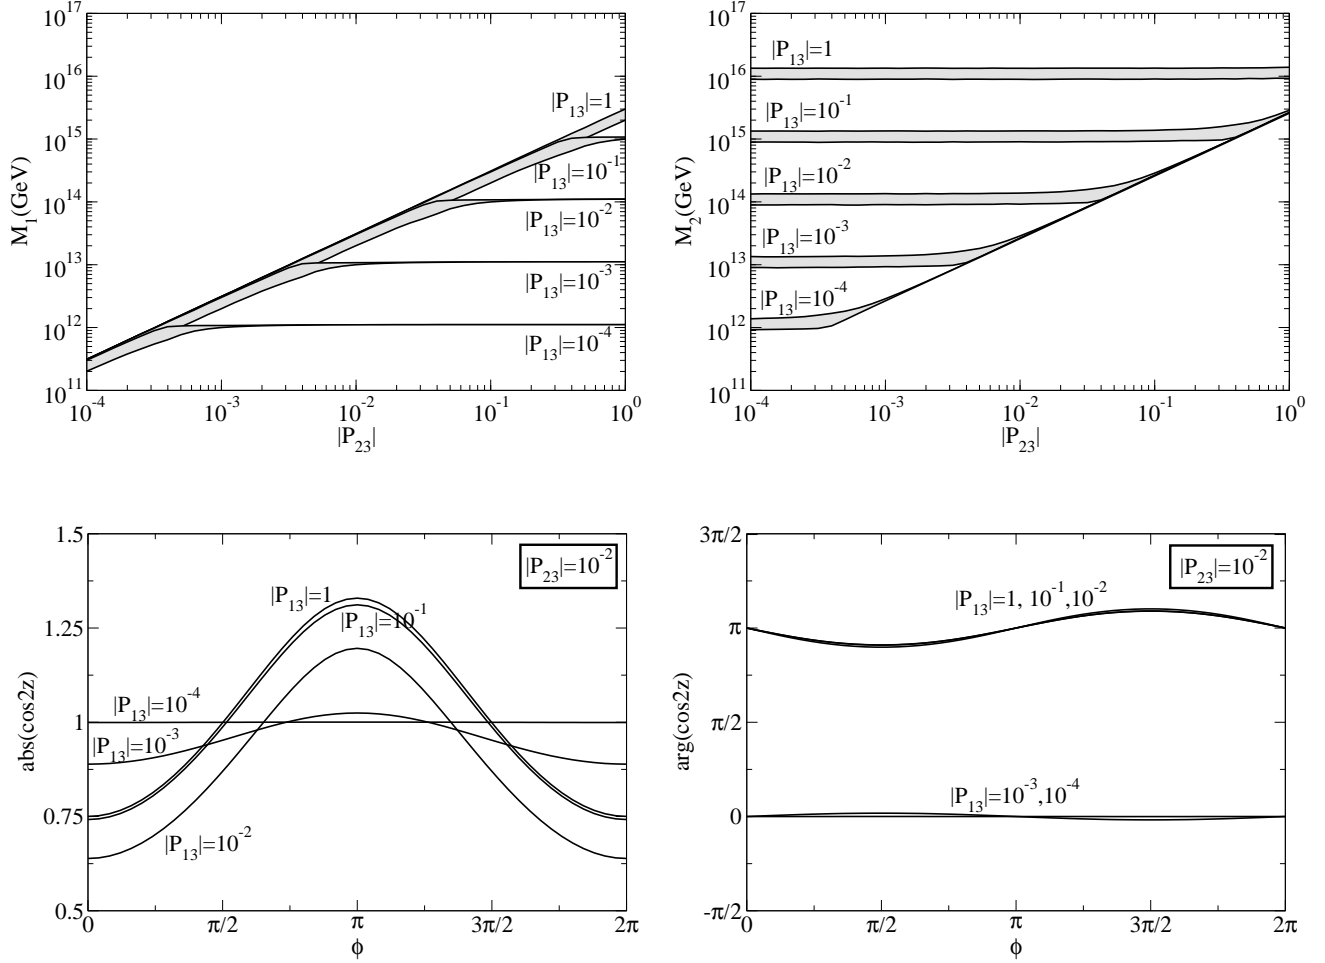 10^17
10^16
10^15
10^14
10^13
10^12
10^11
M_1(GeV)
|P_13|=1
|P_13|=10^-1
|P_13|=10^-2
|P_13|=10^-3
|P_13|=10^-4
10^-4 10^-3 10^-2 10^-1 10^0
|P_23|
10^17
10^16
10^15
10^14
10^13
10^12
10^11
M_2(GeV)
|P_13|=1
|P_13|=10^-1
|P_13|=10^-2
|P_13|=10^-3
|P_13|=10^-4
10^-4 10^-3 10^-2 10^-1 10^0
|P_23|
1.5
1.25
1
0.75
0.5
abs(cos2z)
|P_23|=10^-2
|P_13|=1
|P_13|=10^-1
|P_13|=10^-4
|P_13|=10^-3
|P_13|=10^-2
0 π/2 π 3π/2 2π
ϕ
3π/2
π
π/2
0
-π/2
arg(cos2z)
|P_23|=10^-2
|P_13|=1, 10^-1,10^-2
|P_13|=10^-3,10^-4
0 π/2 π 3π/2 2π
ϕ